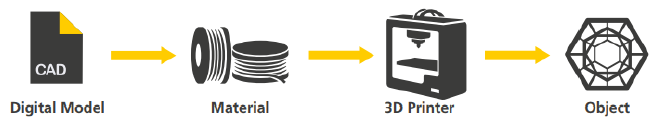 CAD
Digital Model
Material
3D Printer
Object